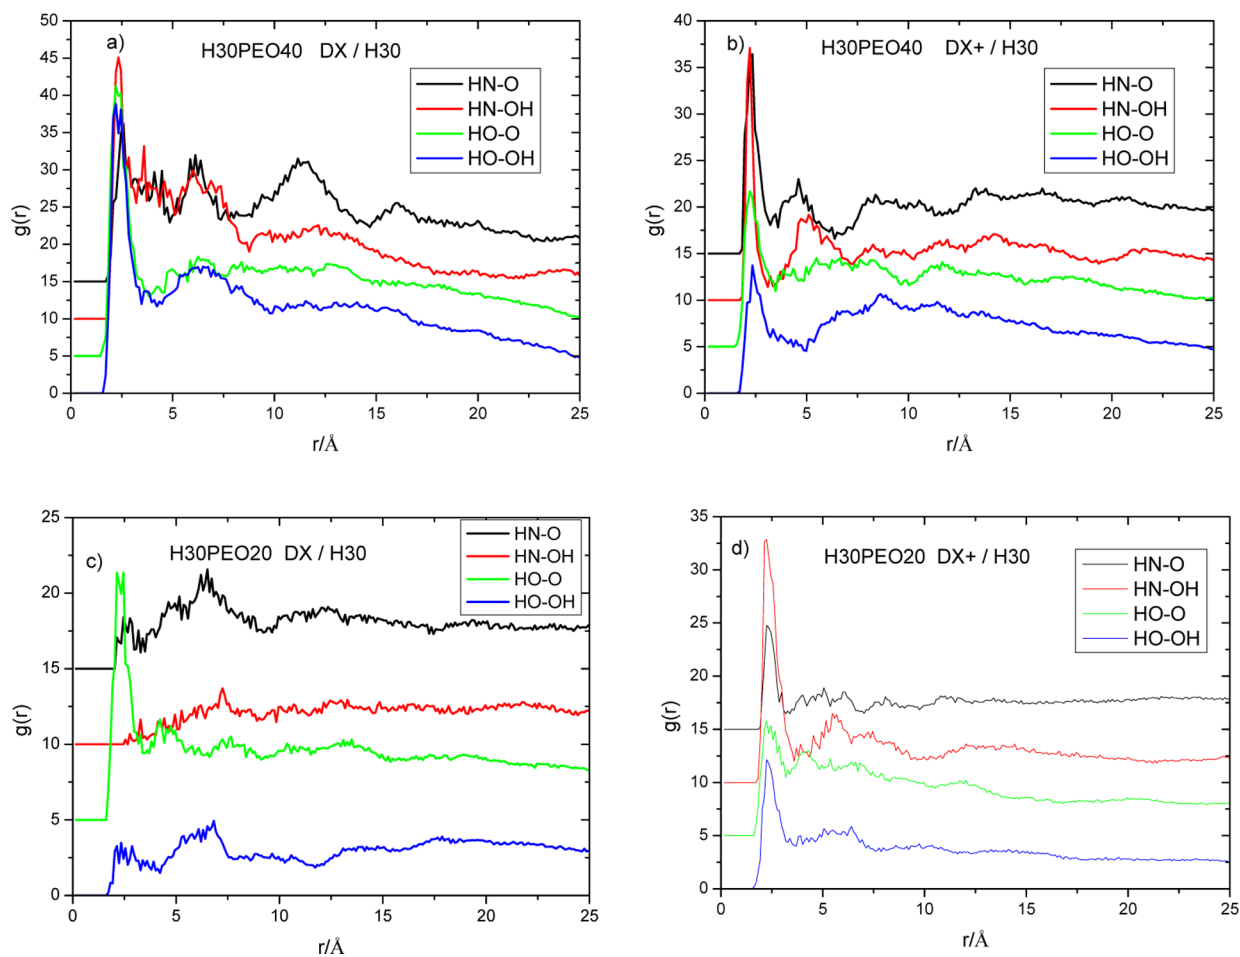 a) H30PEO40 DX / H30
HN-O
HN-OH
HO-O
HO-OH
50
45
40
35
30
25
20
15
10
5
0
g(r)
0 5 10 15 20 25
r/Å
b) H30PEO40 DX+ / H30
HN-O
HN-OH
HO-O
HO-OH
40
35
30
25
20
15
10
5
0
g(r)
0 5 10 15 20 25
r/Å
c) H30PEO20 DX / H30
HN-O
HN-OH
HO-O
HO-OH
25
20
15
10
5
0
g(r)
0 5 10 15 20 25
r/Å
d) H30PEO20 DX+ / H30
HN-O
HN-OH
HO-O
HO-OH
35
30
25
20
15
10
5
0
g(r)
0 5 10 15 20 25
r/Å